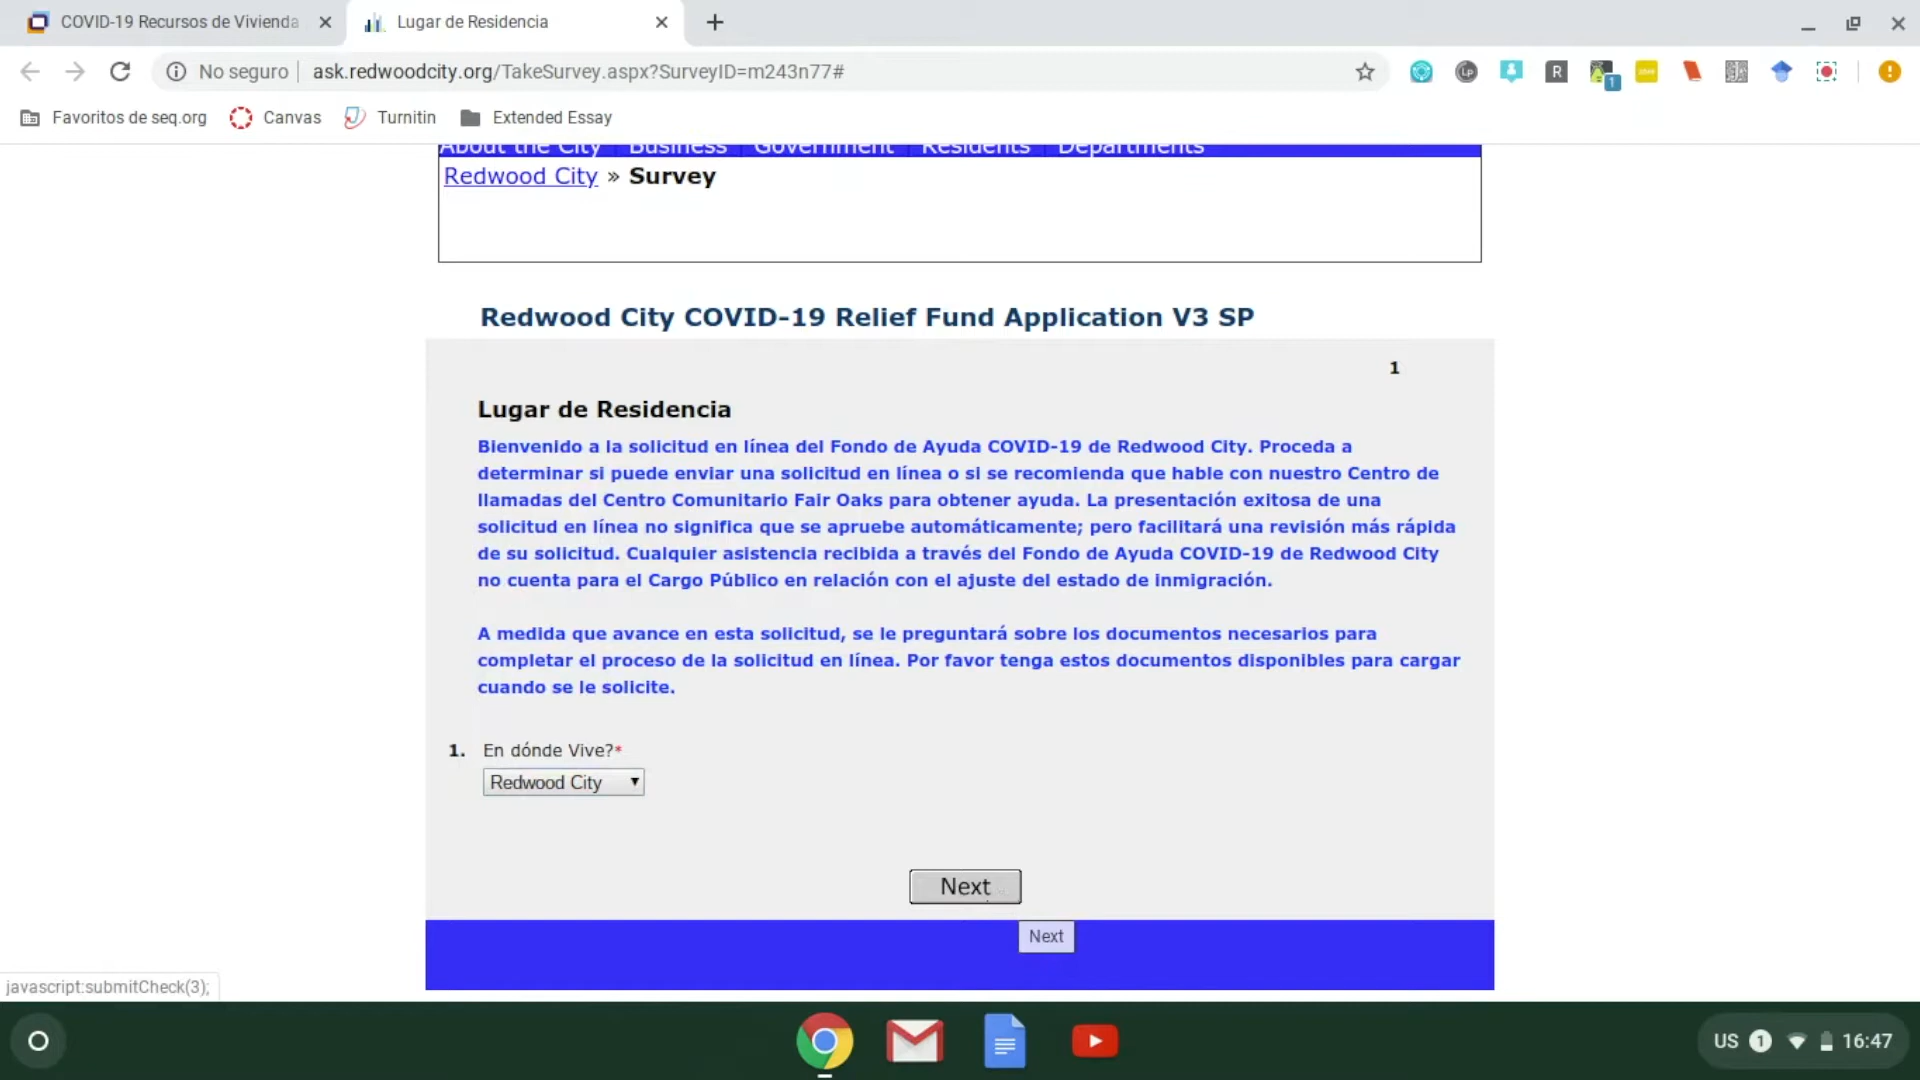 COVID-19 Recursos de Vivienda
Lugar de Residencia
No seguro
ask.redwoodcity.org/TakeSurvey.aspx?SurveyID=m243n77#
Favoritos de seq.org
Canvas
Turnitin
Extended Essay
About the City Business Government Residents Departments
Redwood City » Survey
Redwood City COVID-19 Relief Fund Application V3 SP
1
Lugar de Residencia
Bienvenido a la solicitud en línea del Fondo de Ayuda COVID-19 de Redwood City. Proceda a
determinar si puede enviar una solicitud en línea o si se recomienda que hable con nuestro Centro de
llamadas del Centro Comunitario Fair Oaks para obtener ayuda. La presentación exitosa de una
solicitud en línea no significa que se apruebe automáticamente; pero facilitará una revisión más rápida
de su solicitud. Cualquier asistencia recibida a través del Fondo de Ayuda COVID-19 de Redwood City
no cuenta para el Cargo Público en relación con el ajuste del estado de inmigración.
A medida que avance en esta solicitud, se le preguntará sobre los documentos necesarios para
completar el proceso de la solicitud en línea. Por favor tenga estos documentos disponibles para cargar
cuando se le solicite.
1. En dónde Vive?*
Redwood City
Next
Next
javascript:submitCheck(3);
US 1 16:47